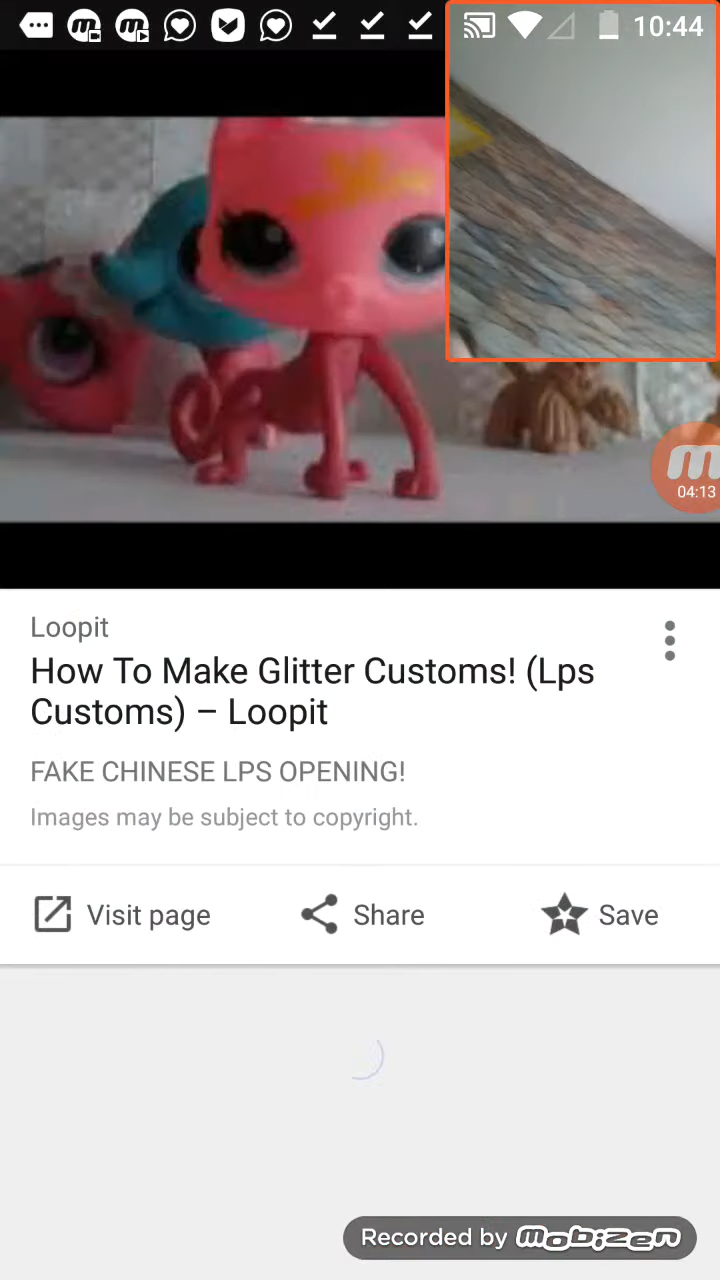 10:44
04:13
Loopit
How To Make Glitter Customs! (Lps
Customs) – Loopit
FAKE CHINESE LPS OPENING!
Images may be subject to copyright.
Visit page
Share
Save
Recorded by mobizen